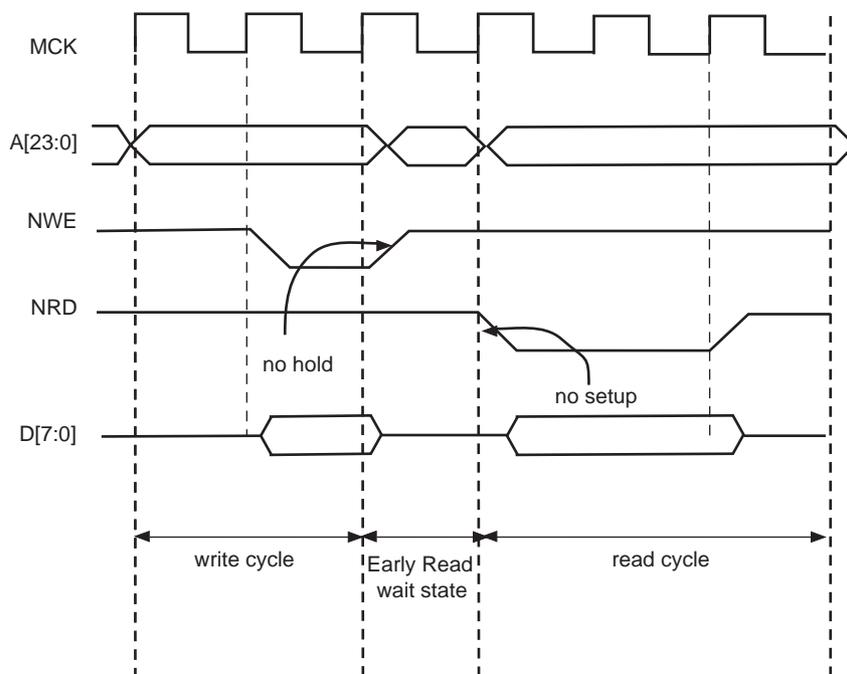 MCK
A[23:0]
NWE
NRD
no hold
no setup
D[7:0]
write cycle
Early Read
wait state
read cycle